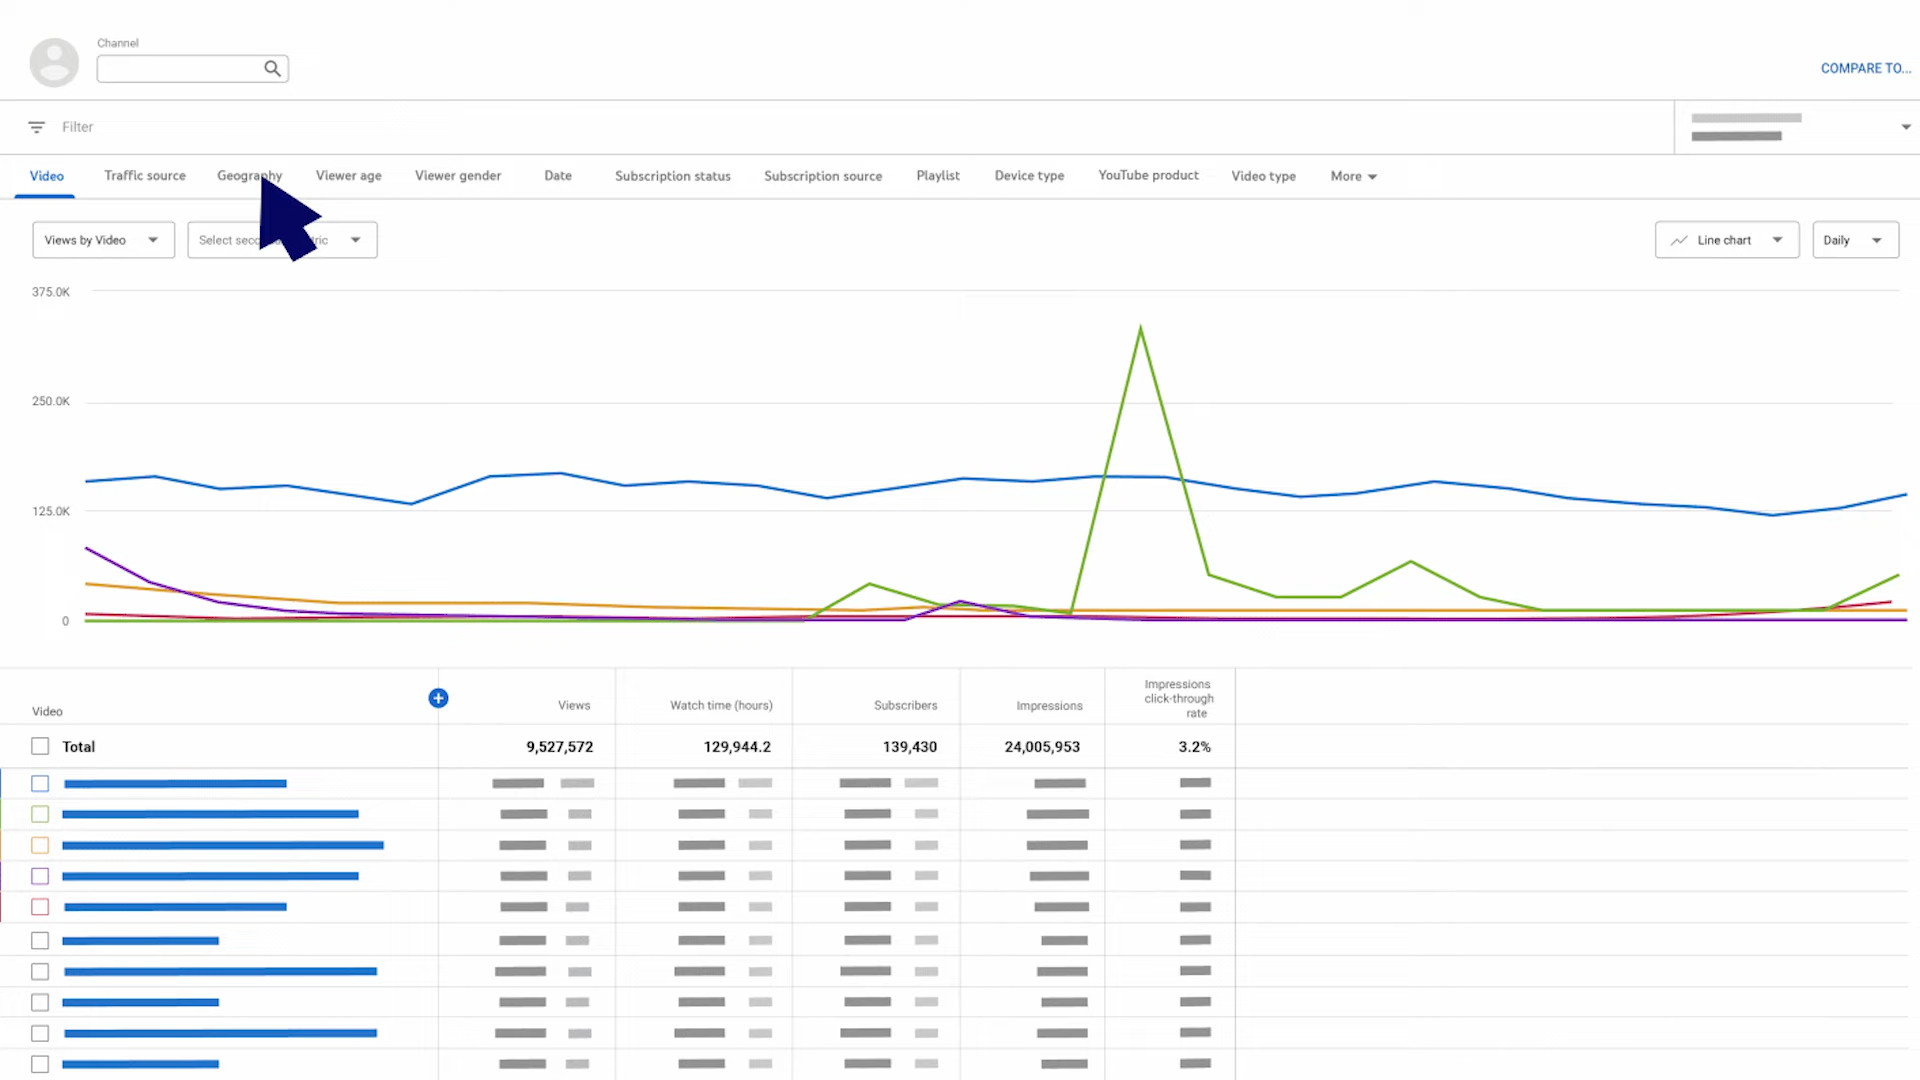 Channel
COMPARE TO...
Filter
Video Traffic source Geography Viewer age Viewer gender Date Subscription status Subscription source Playlist Device type YouTube product Video type More
Views by Video Select Line chart Daily
375.0K
250.0K
125.0K
0
Video Views Watch time (hours) Subscribers Impressions Impressions
click-through
rate
Total 9,527,572 129,944.2 139,430 24,005,953 3.2%